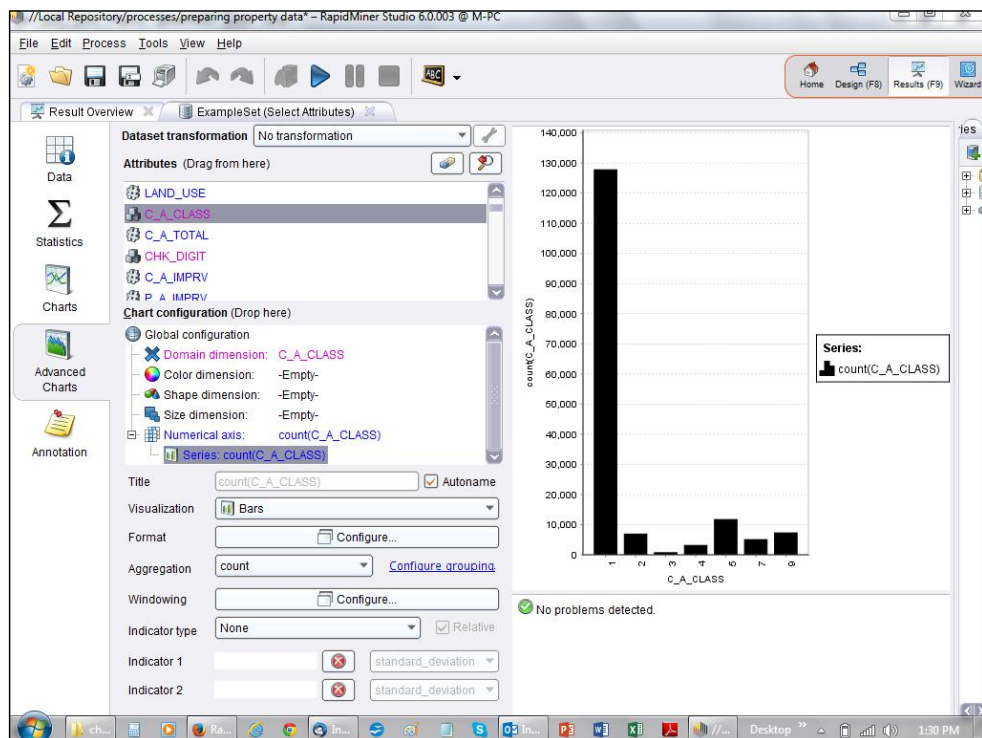 //Local Repository/processes/preparing property data* – RapidMiner Studio 6.0.003 @ M-PC
File Edit Process Tools View Help
ABC
Home Design (F8) Results (F9) Wizard
Result Overview ExampleSet (Select Attributes)
Data
Statistics
Charts
Advanced
Charts
Annotation
Dataset transformation No transformation
Attributes (Drag from here)
LAND_USE
C_A_CLASS
C_A_TOTAL
CHK_DIGIT
C_A_IMPRV
P_A_IMPRV
Chart configuration (Drop here)
Global configuration
Domain dimension: C_A_CLASS
Color dimension: -Empty-
Shape dimension: -Empty-
Size dimension: -Empty-
Numerical axis: count(C_A_CLASS)
Series: count(C_A_CLASS)
Title count(C_A_CLASS) Autoname
Visualization Bars
Format Configure...
Aggregation count Configure grouping.
Windowing Configure...
Indicator type None Relative
Indicator 1 standard_deviation
Indicator 2 standard_deviation
140,000
130,000
120,000
110,000
100,000
90,000
80,000
70,000
60,000
50,000
40,000
30,000
20,000
10,000
0
count(C_A_CLASS)
1 2 3 4 5 7 9
C_A_CLASS
Series:
count(C_A_CLASS)
No problems detected.
ries
ch... Ra... In... In... //... Desktop 1:30 PM